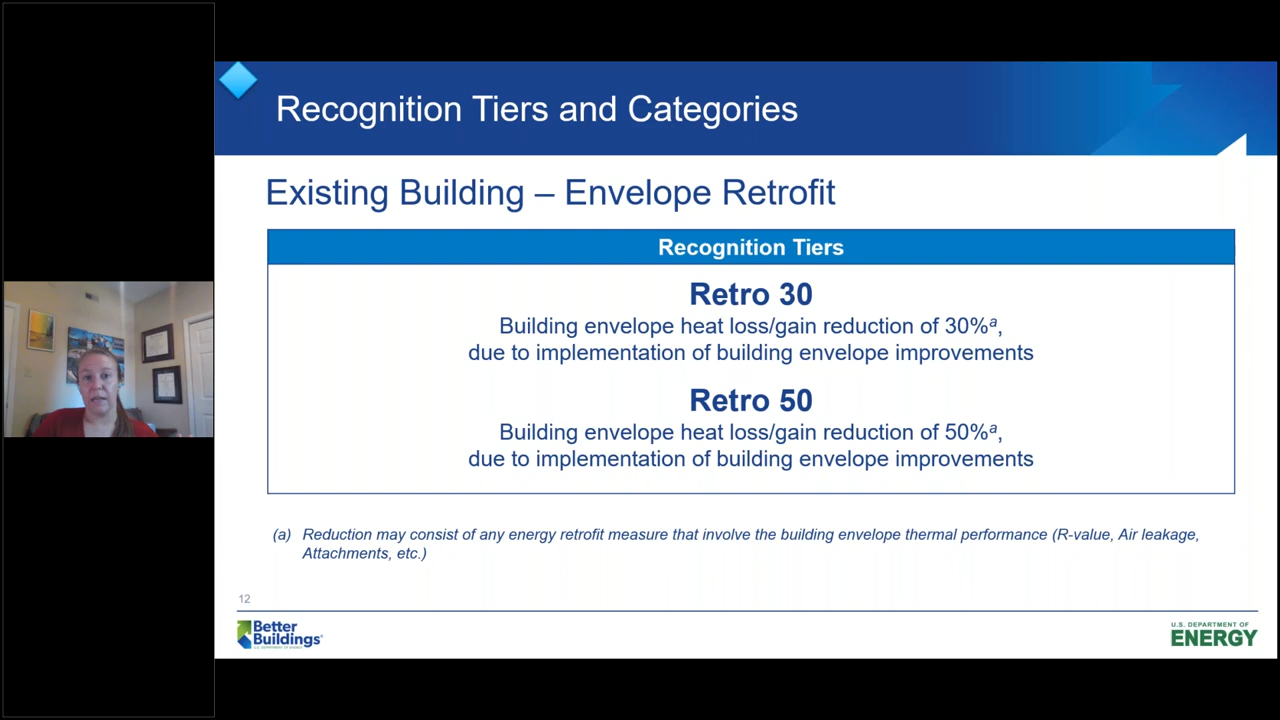 Recognition Tiers and Categories
Existing Building – Envelope Retrofit
Recognition Tiers
Retro 30
Building envelope heat loss/gain reduction of 30%ᵃ,
due to implementation of building envelope improvements
Retro 50
Building envelope heat loss/gain reduction of 50%ᵃ,
due to implementation of building envelope improvements
(a) Reduction may consist of any energy retrofit measure that involve the building envelope thermal performance (R-value, Air leakage,
Attachments, etc.)
12
Better
Buildings®
U.S. DEPARTMENT OF ENERGY
U.S. DEPARTMENT OF
ENERGY